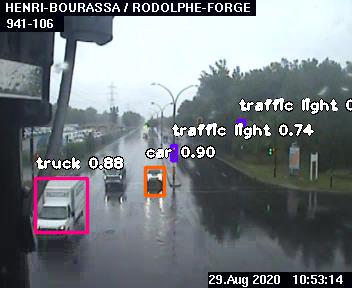 HENRI-BOURASSA / RODOLPHE-FORGE
941-106
traffic light 0
traffic light 0.74
truck 0.88
car 0.90
29.Aug 2020 10:53:14